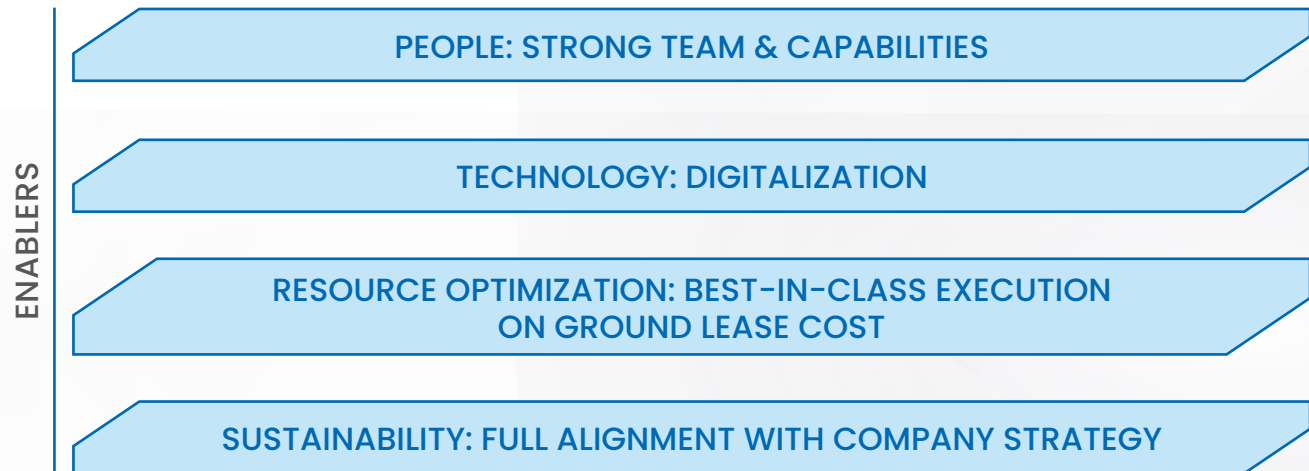 ENABLERS
PEOPLE: STRONG TEAM & CAPABILITIES
TECHNOLOGY: DIGITALIZATION
RESOURCE OPTIMIZATION: BEST-IN-CLASS EXECUTION
ON GROUND LEASE COST
SUSTAINABILITY: FULL ALIGNMENT WITH COMPANY STRATEGY